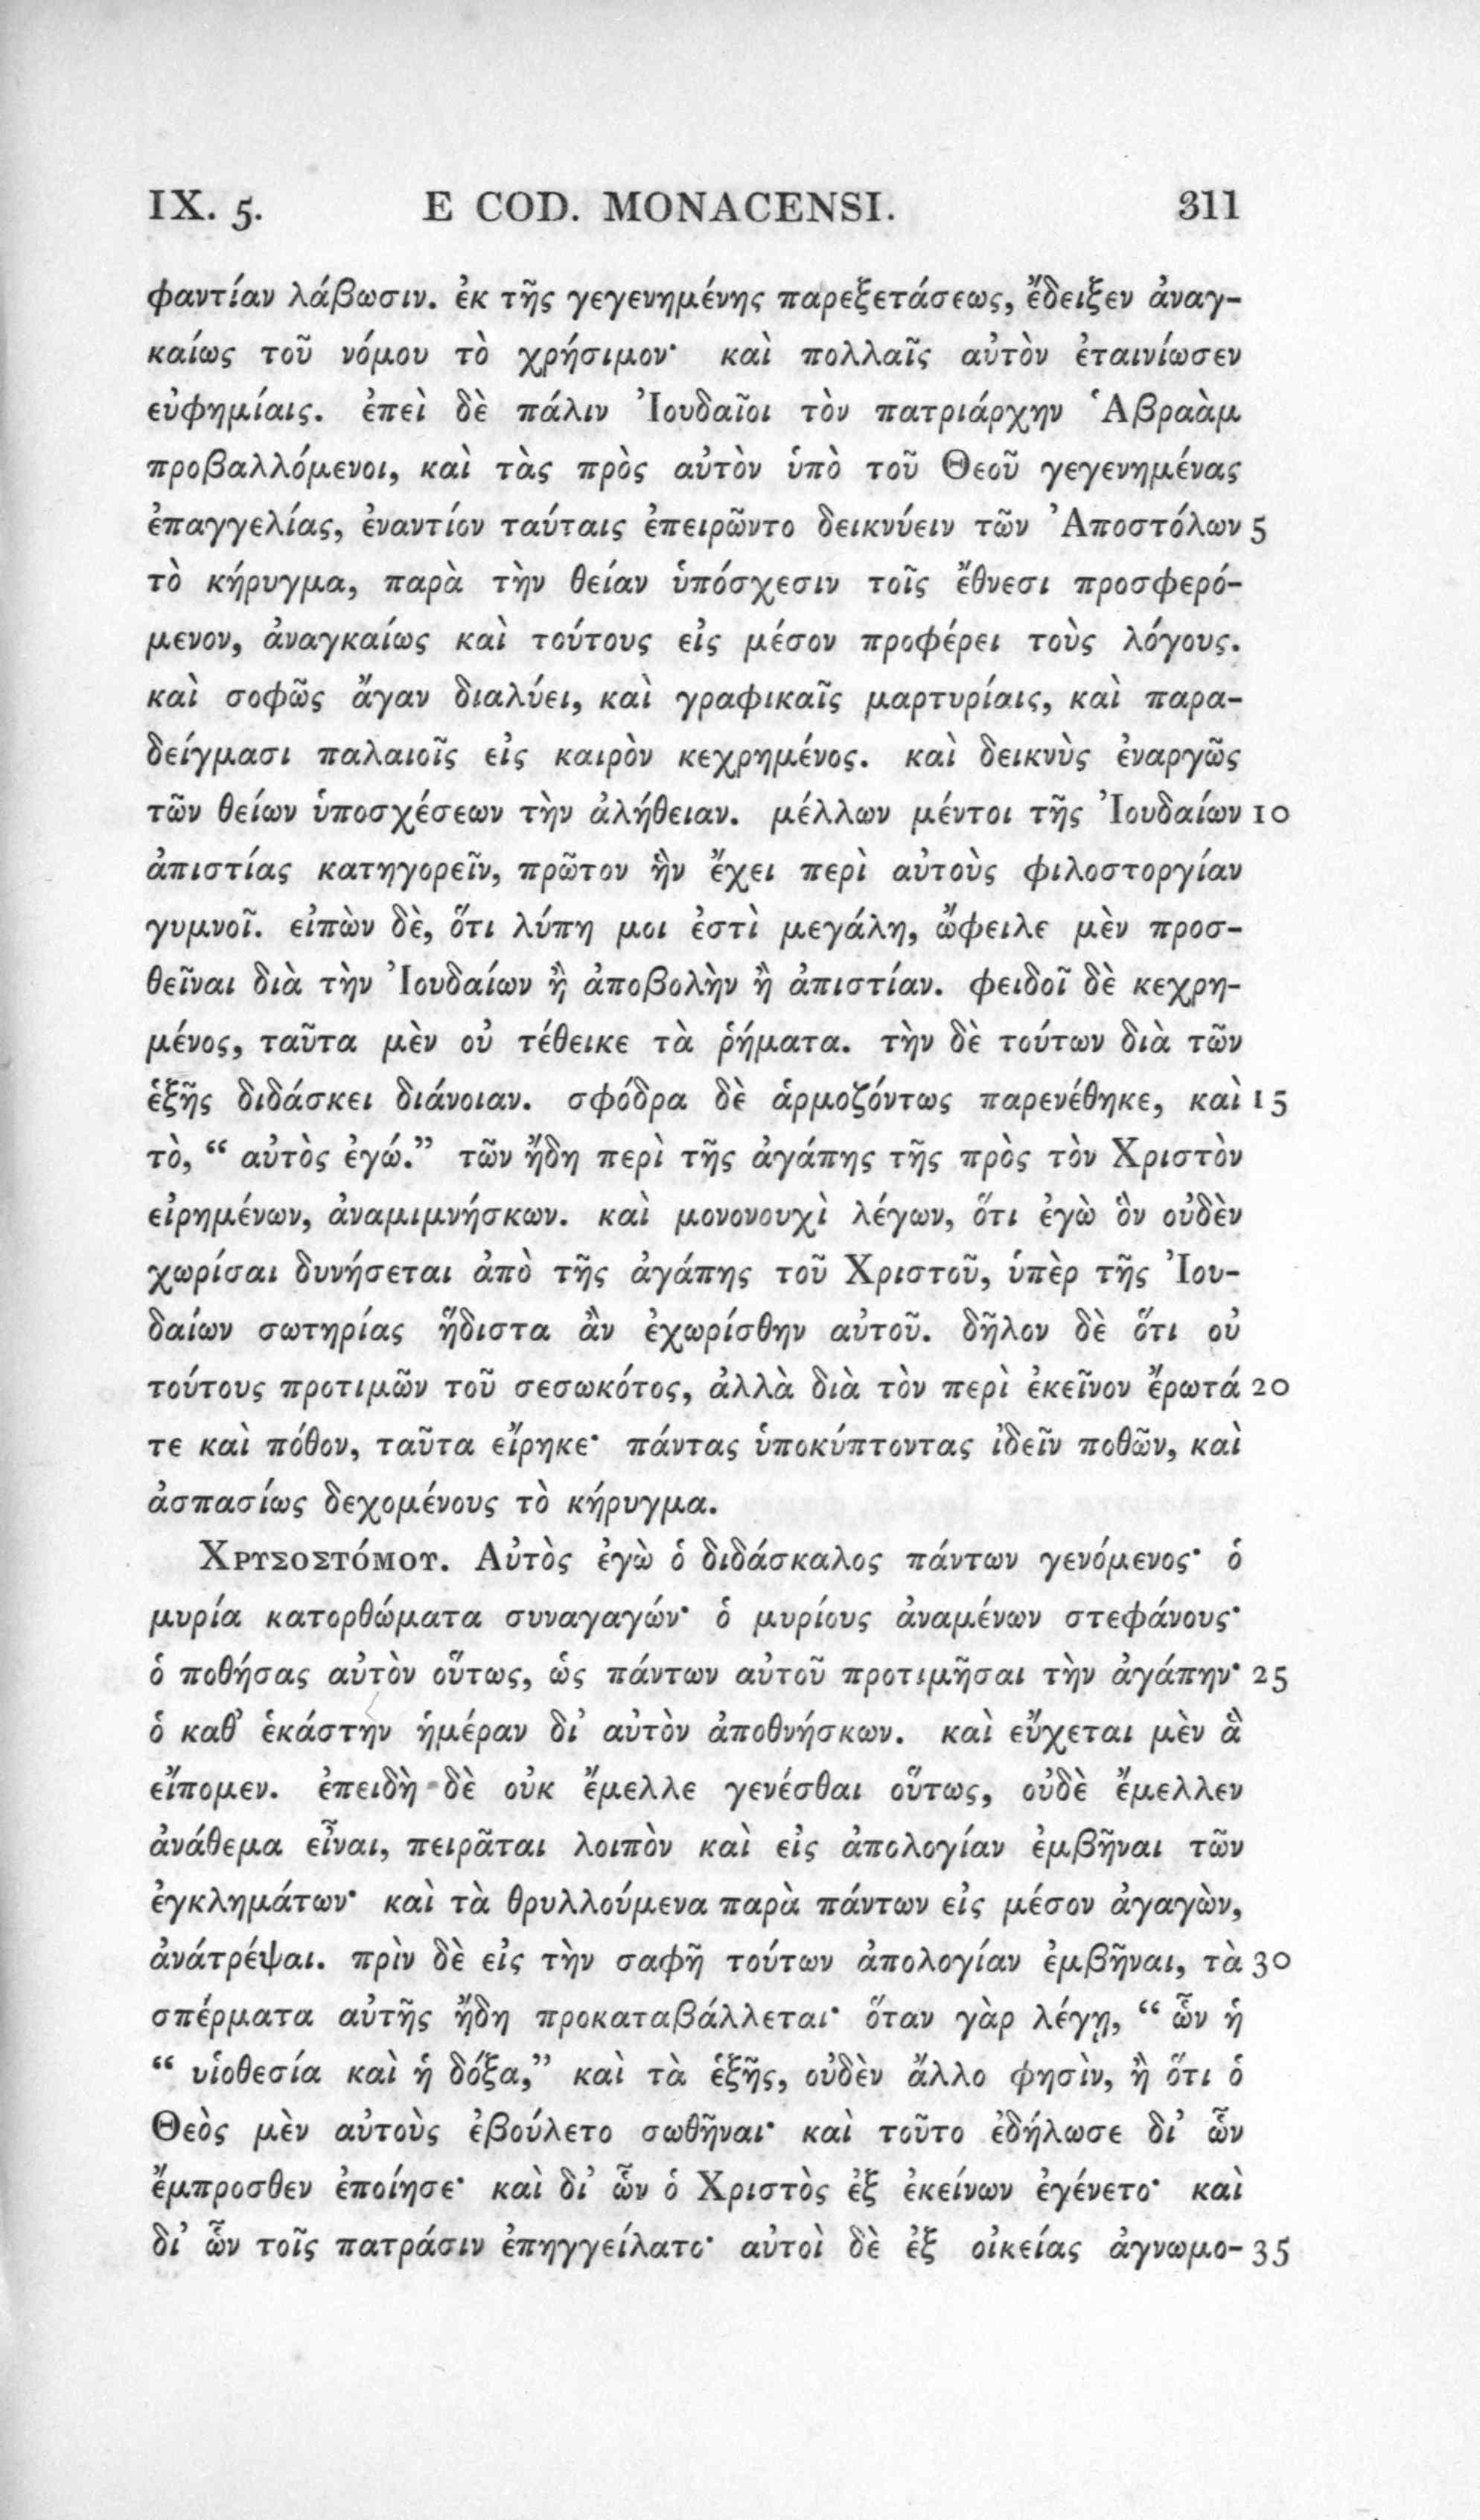 IX. 5. E COD. MONACENSI. 311
φαντίαν λάβωσιν. ἐκ τῆς γεγενημένης παρεξετάσεως, ἔδειξεν ἀναγ-
καίως τοῦ νόμου τὸ χρήσιμον· καὶ πολλαῖς αὐτὸν ἐταινίωσεν
εὐφημίαις. ἐπεὶ δὲ πάλιν Ἰουδαῖοι τὸν πατριάρχην Ἁβραὰμ
προβαλλόμενοι, καὶ τὰς πρὸς αὐτὸν ὑπὸ τοῦ Θεοῦ γεγενημένας
ἐπαγγελίας, ἐναντίον ταύταις ἐπειρῶντο δεικνύειν τῶν Ἀποστόλων 5
τὸ κήρυγμα, παρὰ τὴν θείαν ὑπόσχεσιν τοῖς ἔθνεσι προσφερό-
μενον, ἀναγκαίως καὶ τούτους εἰς μέσον προφέρει τοὺς λόγους.
καὶ σοφῶς ἄγαν διαλύει, καὶ γραφικαῖς μαρτυρίαις, καὶ παρα-
δείγμασι παλαιοῖς εἰς καιρὸν κεχρημένος. καὶ δεικνὺς ἐναργῶς
τῶν θείων ὑποσχέσεων τὴν ἀλήθειαν. μέλλων μέντοι τῆς Ἰουδαίων 10
ἀπιστίας κατηγορεῖν, πρῶτον ἣν ἔχει περὶ αὐτοὺς φιλοστοργίαν
γυμνοῖ. εἰπὼν δὲ, ὅτι λύπη μοι ἐστὶ μεγάλη, ὤφειλε μὲν προσ-
θεῖναι διὰ τὴν Ἰουδαίων ἢ ἀποβολὴν ἢ ἀπιστίαν. φειδοῖ δὲ κεχρη-
μένος, ταῦτα μὲν οὐ τέθεικε τὰ ῥήματα. τὴν δὲ τούτων διὰ τῶν
ἑξῆς διδάσκει διάνοιαν. σφόδρα δὲ ἁρμοζόντως παρενέθηκε, καὶ 15
τὸ, “ αὐτὸς ἐγώ.” τῶν ἤδη περὶ τῆς ἀγάπης τῆς πρὸς τὸν Χριστὸν
εἰρημένων, ἀναμιμνήσκων. καὶ μονονουχὶ λέγων, ὅτι ἐγὼ ὃν οὐδὲν
χωρίσαι δυνήσεται ἀπὸ τῆς ἀγάπης τοῦ Χριστοῦ, ὑπὲρ τῆς Ἰου-
δαίων σωτηρίας ἥδιστα ἂν ἐχωρίσθην αὐτοῦ. δῆλον δὲ ὅτι οὐ
τούτους προτιμῶν τοῦ σεσωκότος, ἀλλὰ διὰ τὸν περὶ ἐκεῖνον ἔρωτά 20
τε καὶ πόθον, ταῦτα εἴρηκε· πάντας ὑποκύπτοντας ἰδεῖν ποθῶν, καὶ
ἀσπασίως δεχομένους τὸ κήρυγμα.
Χρυσοστόμου. Αὐτὸς ἐγὼ ὁ διδάσκαλος πάντων γενόμενος· ὁ
μυρία κατορθώματα συναγαγών· ὁ μυρίους ἀναμένων στεφάνους·
ὁ ποθήσας αὐτὸν οὕτως, ὡς πάντων αὐτοῦ προτιμῆσαι τὴν ἀγάπην· 25
ὁ καθ’ ἑκάστην ἡμέραν δι’ αὐτὸν ἀποθνήσκων. καὶ εὔχεται μὲν ἃ
εἴπομεν. ἐπειδὴ δὲ οὐκ ἔμελλε γενέσθαι οὕτως, οὐδὲ ἔμελλεν
ἀνάθεμα εἶναι, πειρᾶται λοιπὸν καὶ εἰς ἀπολογίαν ἐμβῆναι τῶν
ἐγκλημάτων· καὶ τὰ θρυλλούμενα παρὰ πάντων εἰς μέσον ἀγαγὼν,
ἀνάτρέψαι. πρὶν δὲ εἰς τὴν σαφῆ τούτων ἀπολογίαν ἐμβῆναι, τὰ 30
σπέρματα αὐτῆς ἤδη προκαταβάλλεται· ὅταν γὰρ λέγῃ, “ ὧν ἡ
“ υἱοθεσία καὶ ἡ δόξα,” καὶ τὰ ἑξῆς, οὐδὲν ἄλλο φησὶν, ἢ ὅτι ὁ
Θεὸς μὲν αὐτοὺς ἐβούλετο σωθῆναι· καὶ τοῦτο ἐδήλωσε δι’ ὧν
ἔμπροσθεν ἐποίησε· καὶ δι’ ὧν ὁ Χριστὸς ἐξ ἐκείνων ἐγένετο· καὶ
δι’ ὧν τοῖς πατράσιν ἐπηγγείλατο· αὐτοὶ δὲ ἐξ οἰκείας ἀγνωμο- 35